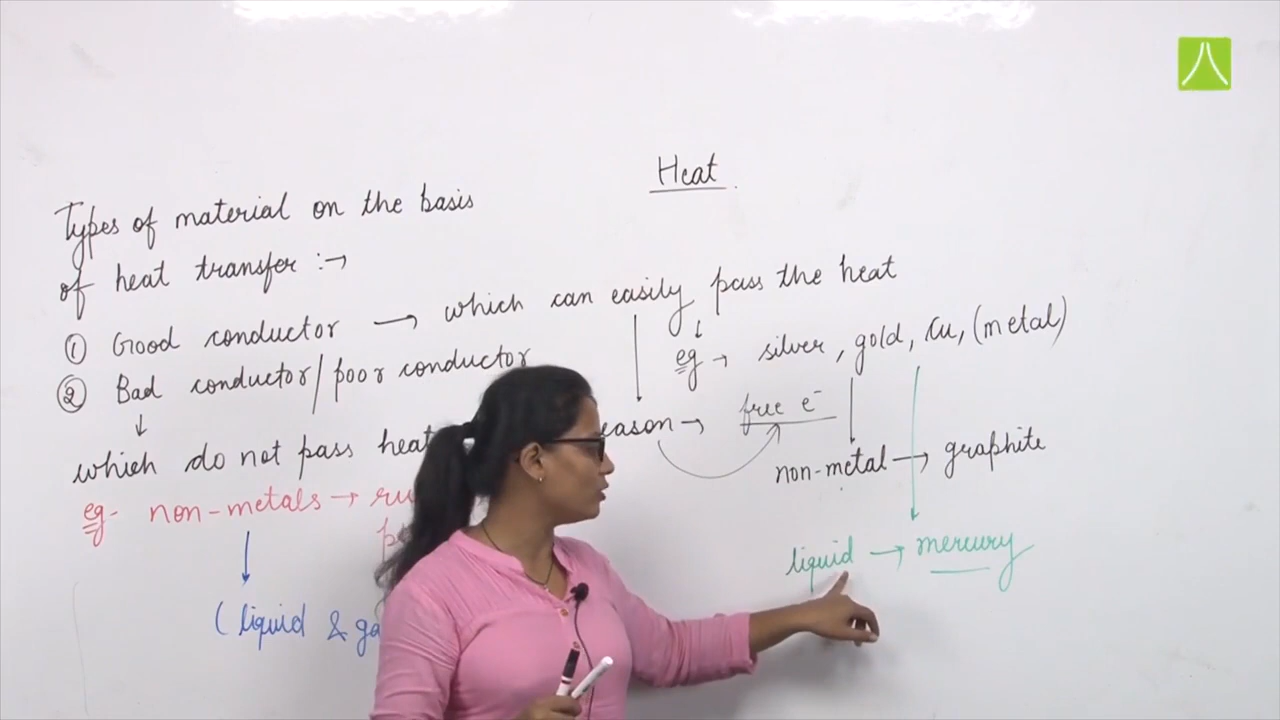 Heat
Types of material on the basis
of heat transfer :→
① Good conductor → which can easily pass the heat
eg → silver, gold, Cu, (metal)
② Bad conductor/poor conductor
↓
which do not pass heat
→ free e⁻
non-metal → graphite
eg- non-metals →
liquid → mercury
(liquid &